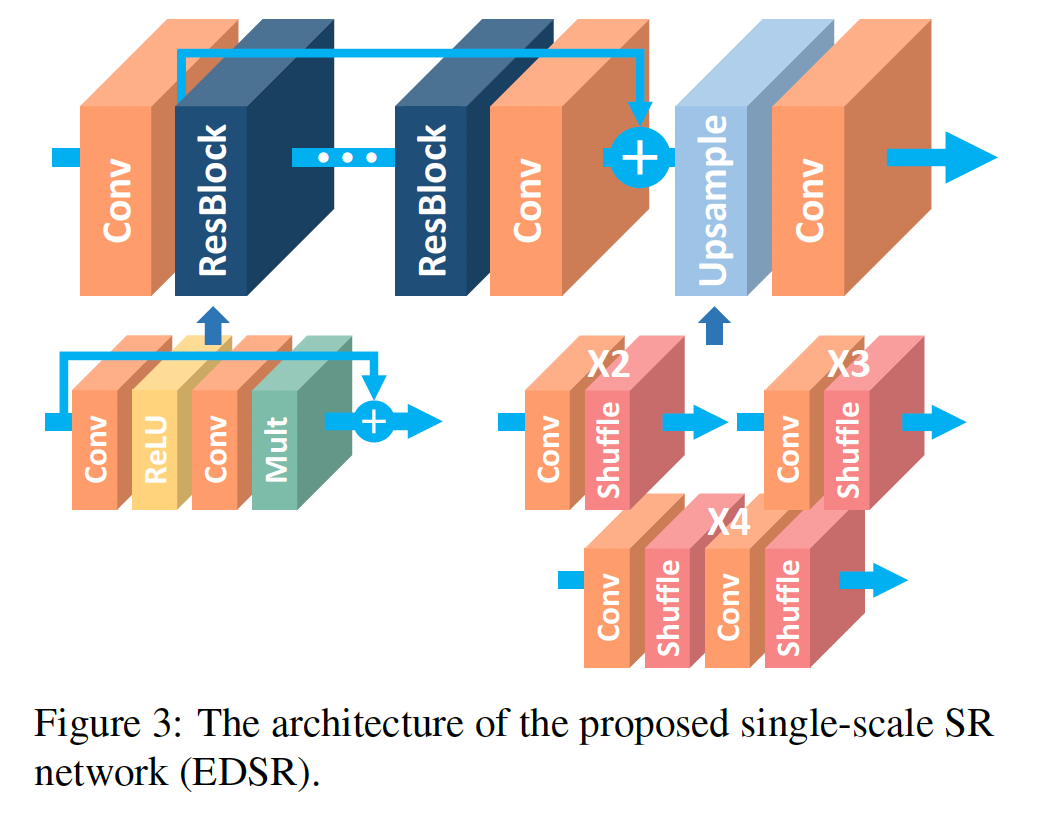 Conv
ResBlock
ResBlock
Conv
+
Upsample
Conv
Conv
ReLU
Conv
Mult
+
X2
Conv
Shuffle
X3
Conv
Shuffle
X4
Conv
Shuffle
Conv
Shuffle
Figure 3: The architecture of the proposed single-scale SR
network (EDSR).